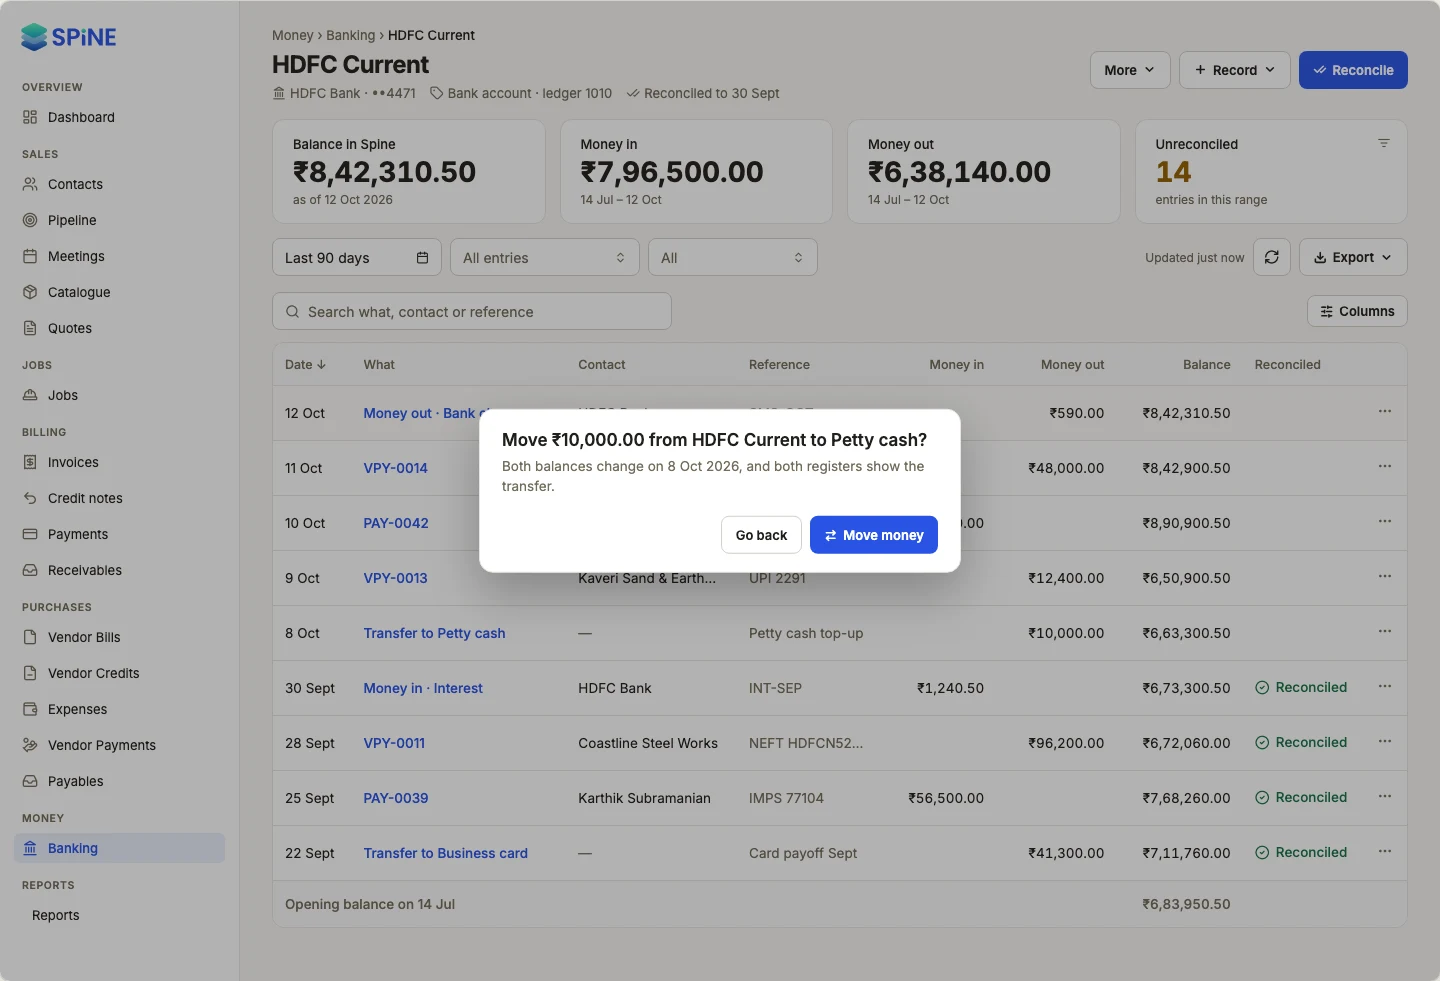 SPiNE
OVERVIEW
Dashboard
SALES
Contacts
Pipeline
Meetings
Catalogue
Quotes
JOBS
Jobs
BILLING
Invoices
Credit notes
Payments
Receivables
PURCHASES
Vendor Bills
Vendor Credits
Expenses
Vendor Payments
Payables
MONEY
Banking
REPORTS
Reports
Money › Banking › HDFC Current
HDFC Current
HDFC Bank · ••4471 Bank account · ledger 1010 Reconciled to 30 Sept
More + Record Reconcile
Balance in Spine
₹8,42,310.50
as of 12 Oct 2026
Money in
₹7,96,500.00
14 Jul – 12 Oct
Money out
₹6,38,140.00
14 Jul – 12 Oct
Unreconciled
14
entries in this range
Last 90 days All entries All Updated just now Export
Search what, contact or reference Columns
Date ↓ What Contact Reference Money in Money out Balance Reconciled
12 Oct Money out · Bank ₹590.00 ₹8,42,310.50
11 Oct VPY-0014 ₹48,000.00 ₹8,42,900.50
10 Oct PAY-0042 ₹8,90,900.50
9 Oct VPY-0013 Kaveri Sand & Earth... UPI 2291 ₹12,400.00 ₹6,50,900.50
8 Oct Transfer to Petty cash — Petty cash top-up ₹10,000.00 ₹6,63,300.50
30 Sept Money in · Interest HDFC Bank INT-SEP ₹1,240.50 ₹6,73,300.50 Reconciled
28 Sept VPY-0011 Coastline Steel Works NEFT HDFCN52... ₹96,200.00 ₹6,72,060.00 Reconciled
25 Sept PAY-0039 Karthik Subramanian IMPS 77104 ₹56,500.00 ₹7,68,260.00 Reconciled
22 Sept Transfer to Business card — Card payoff Sept ₹41,300.00 ₹7,11,760.00 Reconciled
Opening balance on 14 Jul ₹6,83,950.50
Move ₹10,000.00 from HDFC Current to Petty cash?
Both balances change on 8 Oct 2026, and both registers show the
transfer.
Go back Move money